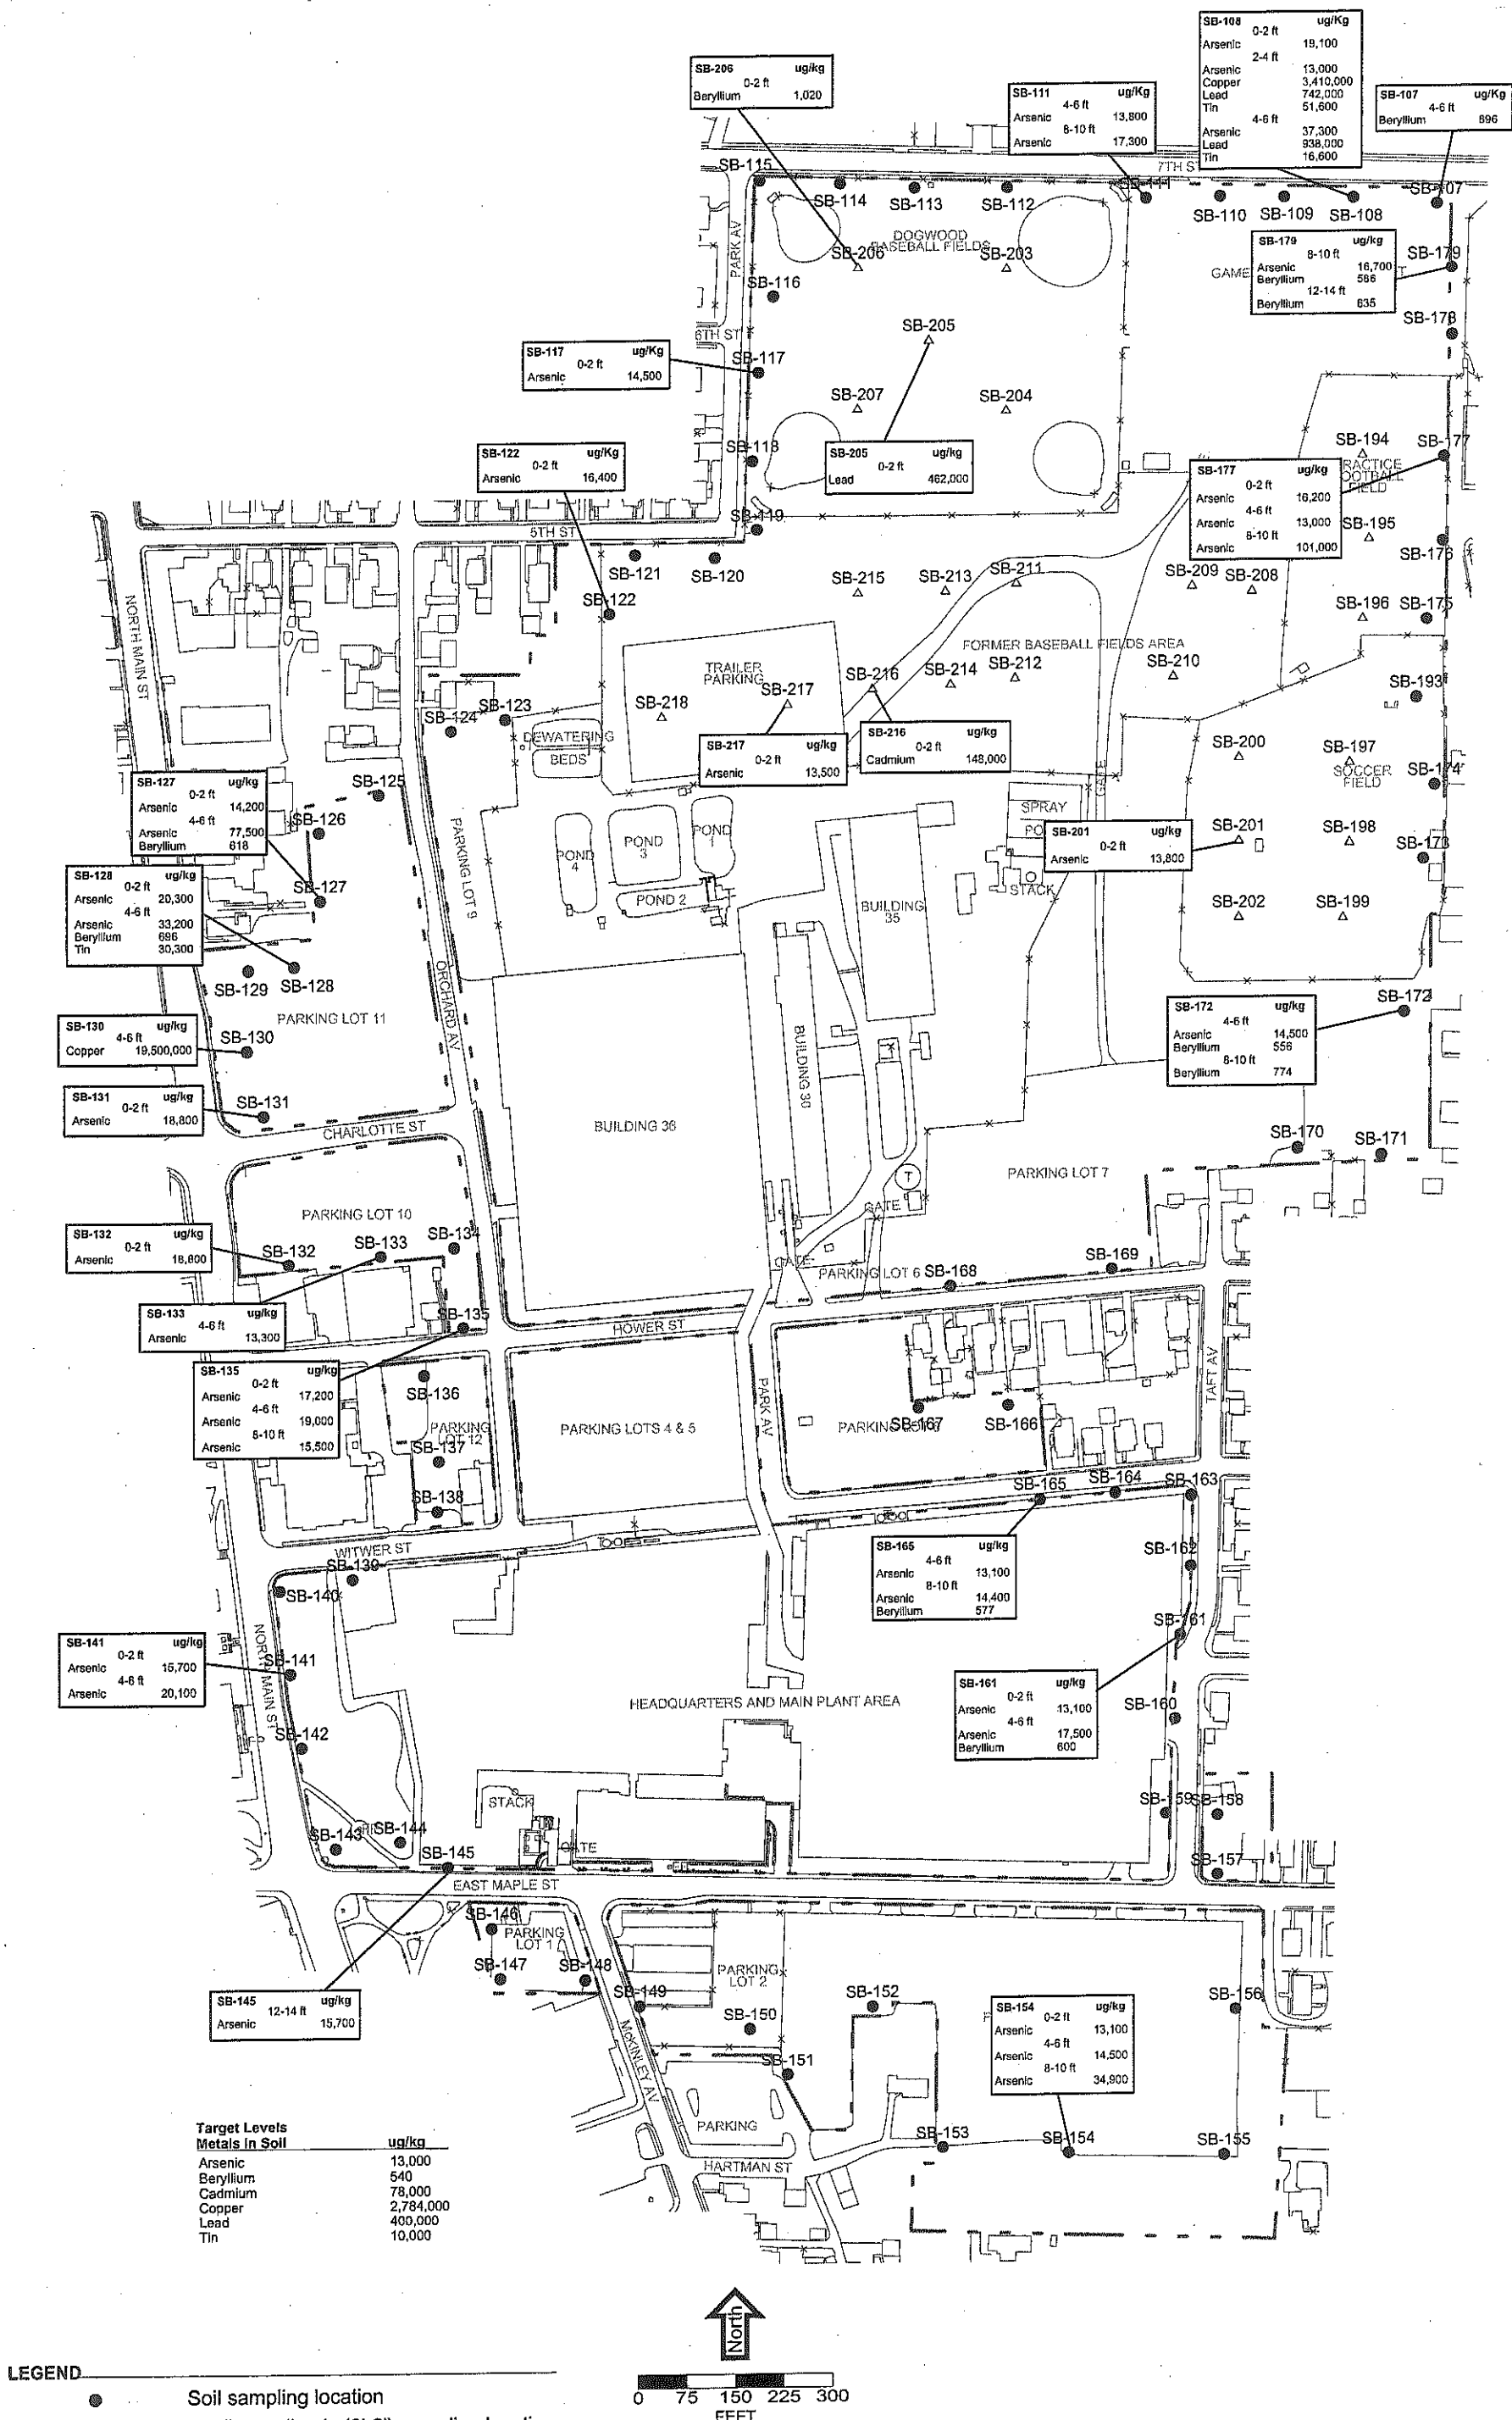 SB-108 ug/Kg
0-2 ft
Arsenic 19,100
2-4 ft
Arsenic 13,000
Copper 3,410,000
Lead 742,000
Tin 51,600
4-6 ft
Arsenic 37,300
Lead 938,000
Tin 16,600
SB-206 ug/kg
0-2 ft
Beryllium 1,020
SB-111 ug/Kg
4-6 ft
Arsenic 13,800
8-10 ft
Arsenic 17,300
SB-107 ug/Kg
4-6 ft
Beryllium 896
7TH ST
SB-115
SB-114
SB-113
SB-112
SB-111
SB-110
SB-109
SB-108
SB-107
PARK AV
DOGWOOD
BASEBALL FIELDS
SB-206
SB-203
GAME
SB-179 ug/kg
8-10 ft
Arsenic 16,700
Beryllium 586
12-14 ft
Beryllium 635
SB-179
SB-116
SB-178
6TH ST
SB-205
SB-117 ug/Kg
0-2 ft
Arsenic 14,500
SB-117
SB-207
SB-204
SB-118
SB-122 ug/Kg
0-2 ft
Arsenic 16,400
SB-205 ug/kg
0-2 ft
Lead 462,000
SB-194
SB-177
PRACTICE
FOOTBALL
FIELD
SB-177 ug/kg
0-2 ft
Arsenic 16,200
4-6 ft
Arsenic 13,000
8-10 ft
Arsenic 101,000
SB-119
5TH ST
SB-195
SB-176
SB-121
SB-120
SB-122
SB-215
SB-213
SB-211
SB-209
SB-208
SB-196
SB-175
NORTH MAIN ST
FORMER BASEBALL FIELDS AREA
TRAILER
PARKING
SB-216
SB-214
SB-212
SB-210
SB-217
SB-218
SB-193
SB-124
SB-123
DEWATERING
BEDS
SB-217 ug/kg
0-2 ft
Arsenic 13,500
SB-216 ug/kg
0-2 ft
Cadmium 148,000
SB-200
SB-197
SOCCER
FIELD
SB-174
SB-127 ug/kg
0-2 ft
Arsenic 14,200
4-6 ft
Arsenic 77,500
Beryllium 618
SB-125
SB-126
PARKING LOT 9
POND
4
POND
3
POND
1
POND 2
SPRAY
PO
SB-201 ug/kg
0-2 ft
Arsenic 13,800
STACK
SB-201
SB-198
SB-173
SB-128 ug/kg
0-2 ft
Arsenic 20,300
4-6 ft
Arsenic 33,200
Beryllium 696
Tin 30,300
SB-127
BUILDING
35
SB-202
SB-199
SB-129
SB-128
PARKING LOT 11
ORCHARD AV
BUILDING 30
SB-172 ug/kg
4-6 ft
Arsenic 14,500
Beryllium 556
8-10 ft
Beryllium 774
SB-172
SB-130 ug/kg
4-6 ft
Copper 19,500,000
SB-130
SB-131 ug/kg
0-2 ft
Arsenic 18,800
SB-131
CHARLOTTE ST
BUILDING 36
SB-170
SB-171
T
PARKING LOT 7
PARKING LOT 10
GATE
SB-132 ug/kg
0-2 ft
Arsenic 18,800
SB-132
SB-133
SB-134
GATE
PARKING LOT 6
SB-168
SB-169
SB-133 ug/kg
4-6 ft
Arsenic 13,300
SB-135
HOWER ST
SB-135 ug/kg
0-2 ft
Arsenic 17,200
4-6 ft
Arsenic 19,000
8-10 ft
Arsenic 15,500
SB-136
PARKING
LOT 12
PARKING LOTS 4 & 5
PARK AV
TAFT AV
SB-167
SB-166
SB-137
SB-138
SB-165
SB-164
SB-163
WITWER ST
SB-139
SB-140
SB-165 ug/kg
4-6 ft
Arsenic 13,100
8-10 ft
Arsenic 14,400
Beryllium 577
SB-162
SB-161
SB-141 ug/kg
0-2 ft
Arsenic 15,700
4-6 ft
Arsenic 20,100
SB-141
NORTH MAIN ST
HEADQUARTERS AND MAIN PLANT AREA
SB-161 ug/kg
0-2 ft
Arsenic 13,100
4-6 ft
Arsenic 17,500
Beryllium 600
SB-160
SB-142
STACK
SB-159
SB-158
SB-143
SB-144
SB-145
GATE
SB-157
EAST MAPLE ST
SB-146
PARKING
LOT 1
SB-147
SB-148
SB-149
PARKING
LOT 2
SB-150
SB-152
SB-156
SB-145 ug/kg
12-14 ft
Arsenic 15,700
SB-154 ug/kg
0-2 ft
Arsenic 13,100
4-6 ft
Arsenic 14,500
8-10 ft
Arsenic 34,900
McKINLEY AV
SB-151
PARKING
HARTMAN ST
SB-153
SB-154
SB-155
Target Levels
Metals in Soil ug/kg
Arsenic 13,000
Beryllium 540
Cadmium 78,000
Copper 2,784,000
Lead 400,000
Tin 10,000
North
LEGEND
Soil sampling location
0 75 150 225 300
FEET